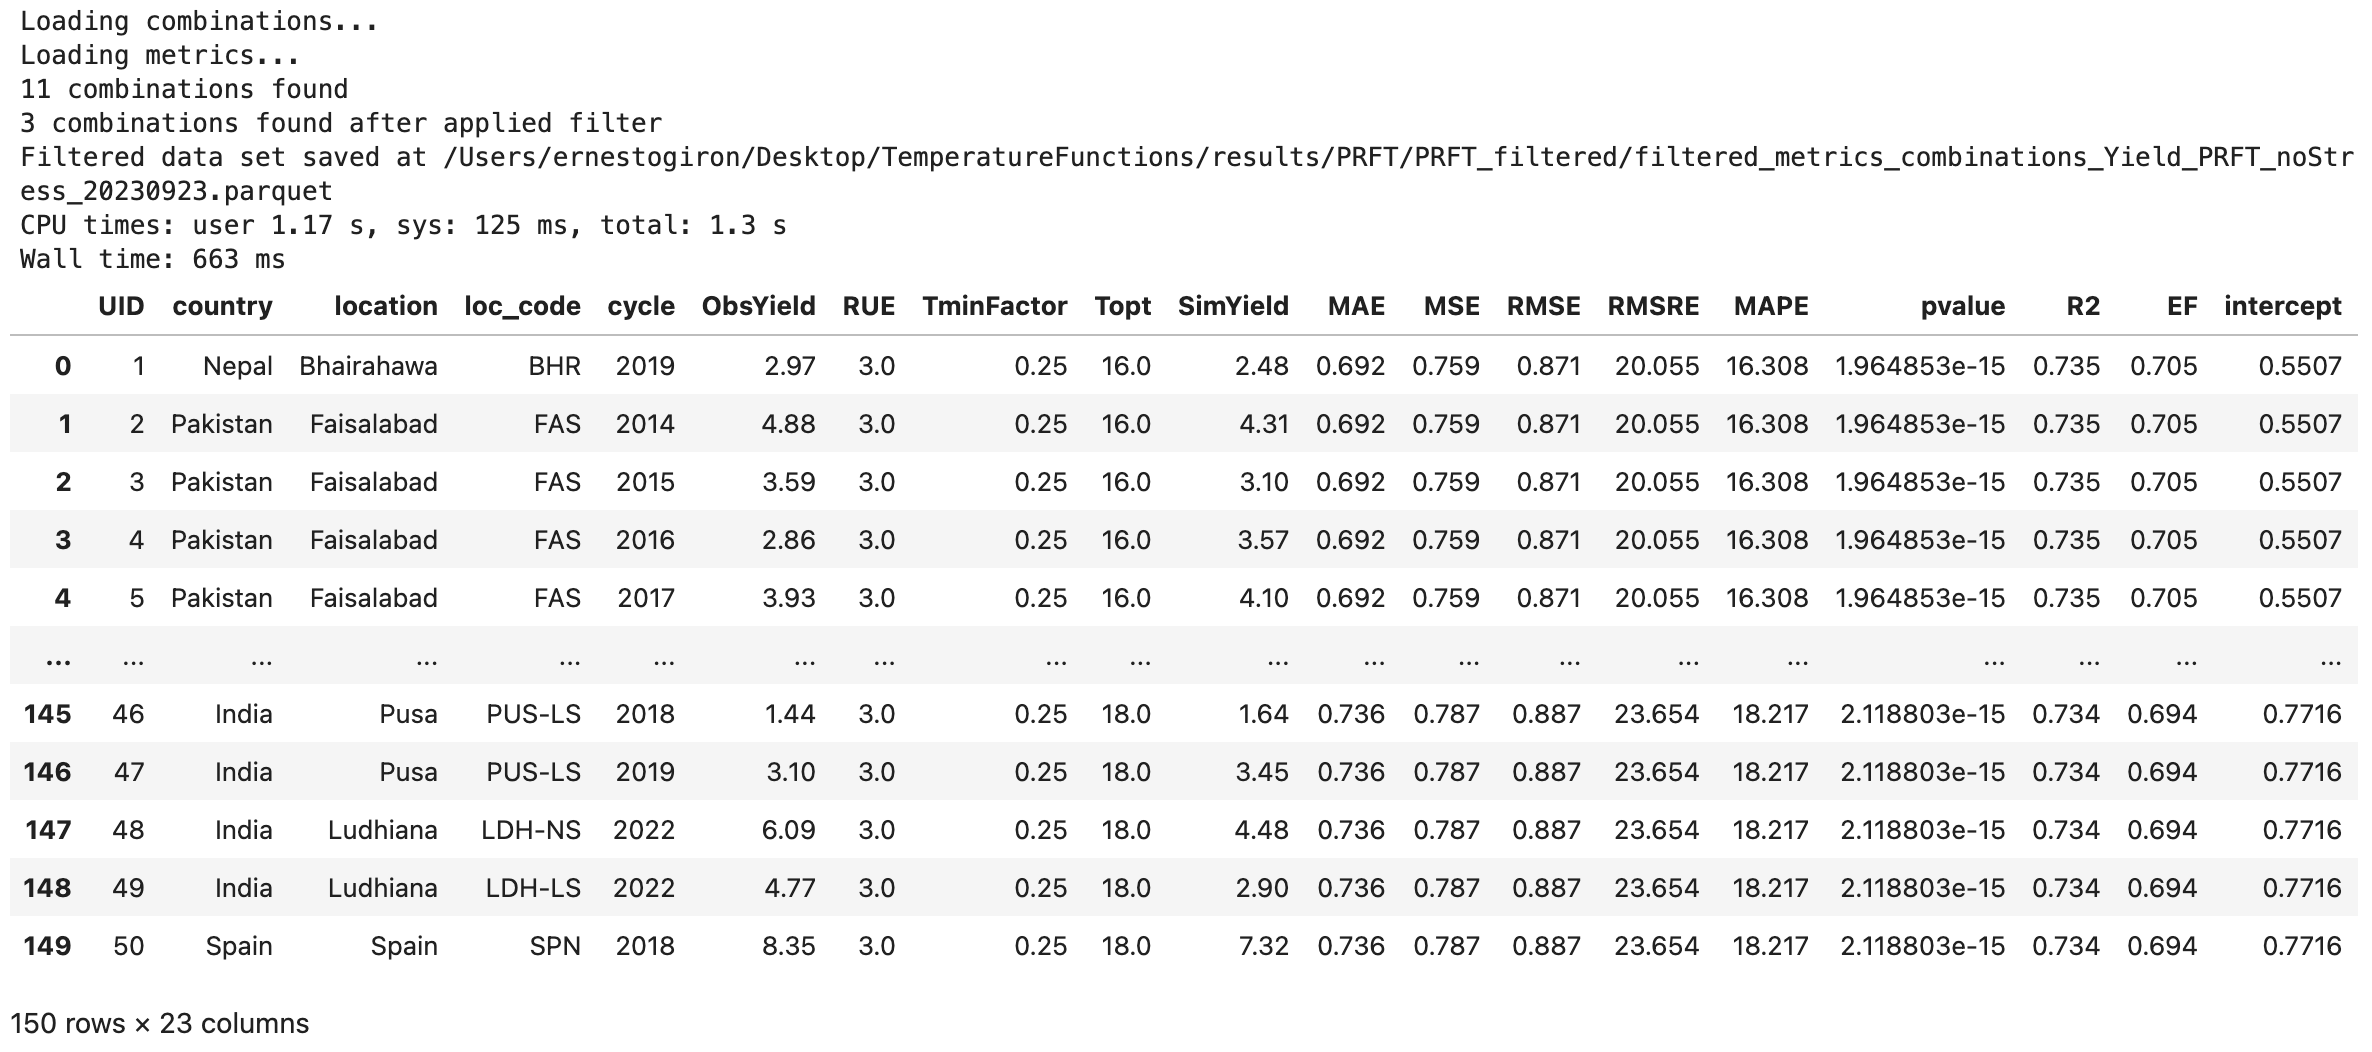 Loading combinations...
Loading metrics...
11 combinations found
3 combinations found after applied filter
Filtered data set saved at /Users/ernestogiron/Desktop/TemperatureFunctions/results/PRFT/PRFT_filtered/filtered_metrics_combinations_Yield_PRFT_noStr
ess_20230923.parquet
CPU times: user 1.17 s, sys: 125 ms, total: 1.3 s
Wall time: 663 ms
UID country location loc_code cycle ObsYield RUE TminFactor Topt SimYield MAE MSE RMSE RMSRE MAPE pvalue R2 EF intercept
0 1 Nepal Bhairahawa BHR 2019 2.97 3.0 0.25 16.0 2.48 0.692 0.759 0.871 20.055 16.308 1.964853e-15 0.735 0.705 0.5507
1 2 Pakistan Faisalabad FAS 2014 4.88 3.0 0.25 16.0 4.31 0.692 0.759 0.871 20.055 16.308 1.964853e-15 0.735 0.705 0.5507
2 3 Pakistan Faisalabad FAS 2015 3.59 3.0 0.25 16.0 3.10 0.692 0.759 0.871 20.055 16.308 1.964853e-15 0.735 0.705 0.5507
3 4 Pakistan Faisalabad FAS 2016 2.86 3.0 0.25 16.0 3.57 0.692 0.759 0.871 20.055 16.308 1.964853e-15 0.735 0.705 0.5507
4 5 Pakistan Faisalabad FAS 2017 3.93 3.0 0.25 16.0 4.10 0.692 0.759 0.871 20.055 16.308 1.964853e-15 0.735 0.705 0.5507
... ... ... ... ... ... ... ... ... ... ... ... ... ... ... ... ... ... ... ...
145 46 India Pusa PUS-LS 2018 1.44 3.0 0.25 18.0 1.64 0.736 0.787 0.887 23.654 18.217 2.118803e-15 0.734 0.694 0.7716
146 47 India Pusa PUS-LS 2019 3.10 3.0 0.25 18.0 3.45 0.736 0.787 0.887 23.654 18.217 2.118803e-15 0.734 0.694 0.7716
147 48 India Ludhiana LDH-NS 2022 6.09 3.0 0.25 18.0 4.48 0.736 0.787 0.887 23.654 18.217 2.118803e-15 0.734 0.694 0.7716
148 49 India Ludhiana LDH-LS 2022 4.77 3.0 0.25 18.0 2.90 0.736 0.787 0.887 23.654 18.217 2.118803e-15 0.734 0.694 0.7716
149 50 Spain Spain SPN 2018 8.35 3.0 0.25 18.0 7.32 0.736 0.787 0.887 23.654 18.217 2.118803e-15 0.734 0.694 0.7716
150 rows × 23 columns